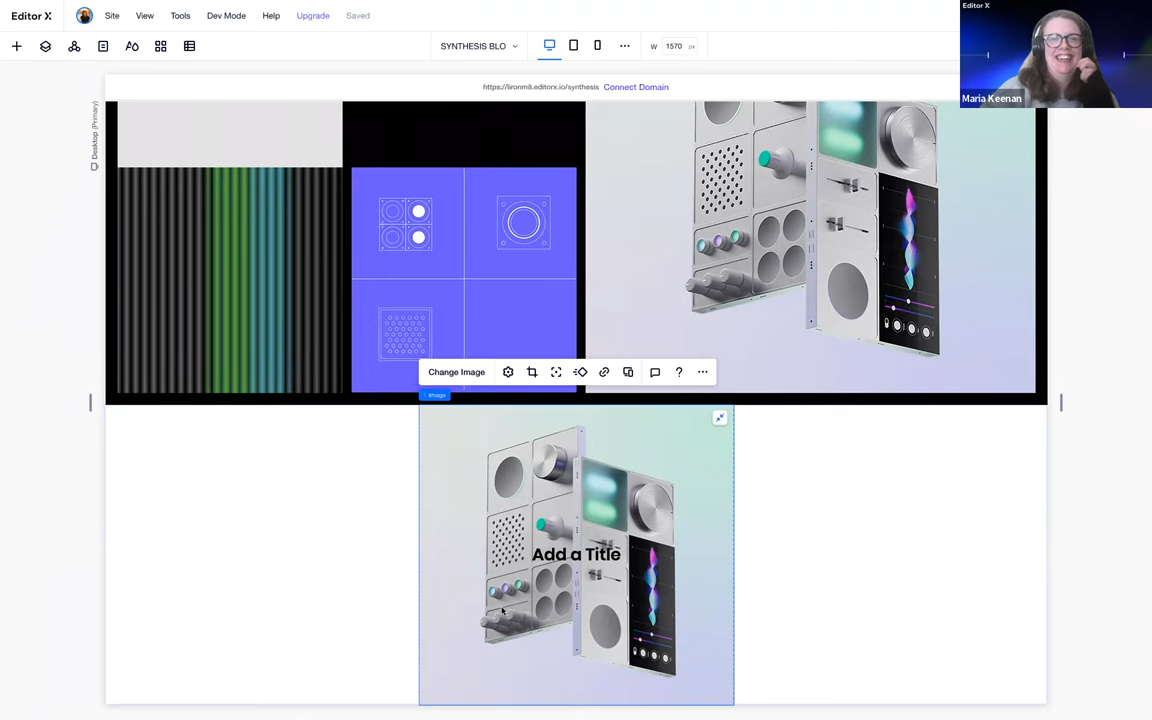 Editor X
Site
View
Tools
Dev Mode
Help
Upgrade
Saved
Editor X
Maria Keenan
SYNTHESIS BLO
W
1570
px
https://lironm8.editorx.io/synthesis
Connect Domain
Desktop (Primary)
Change Image
?
Image
Add a Title